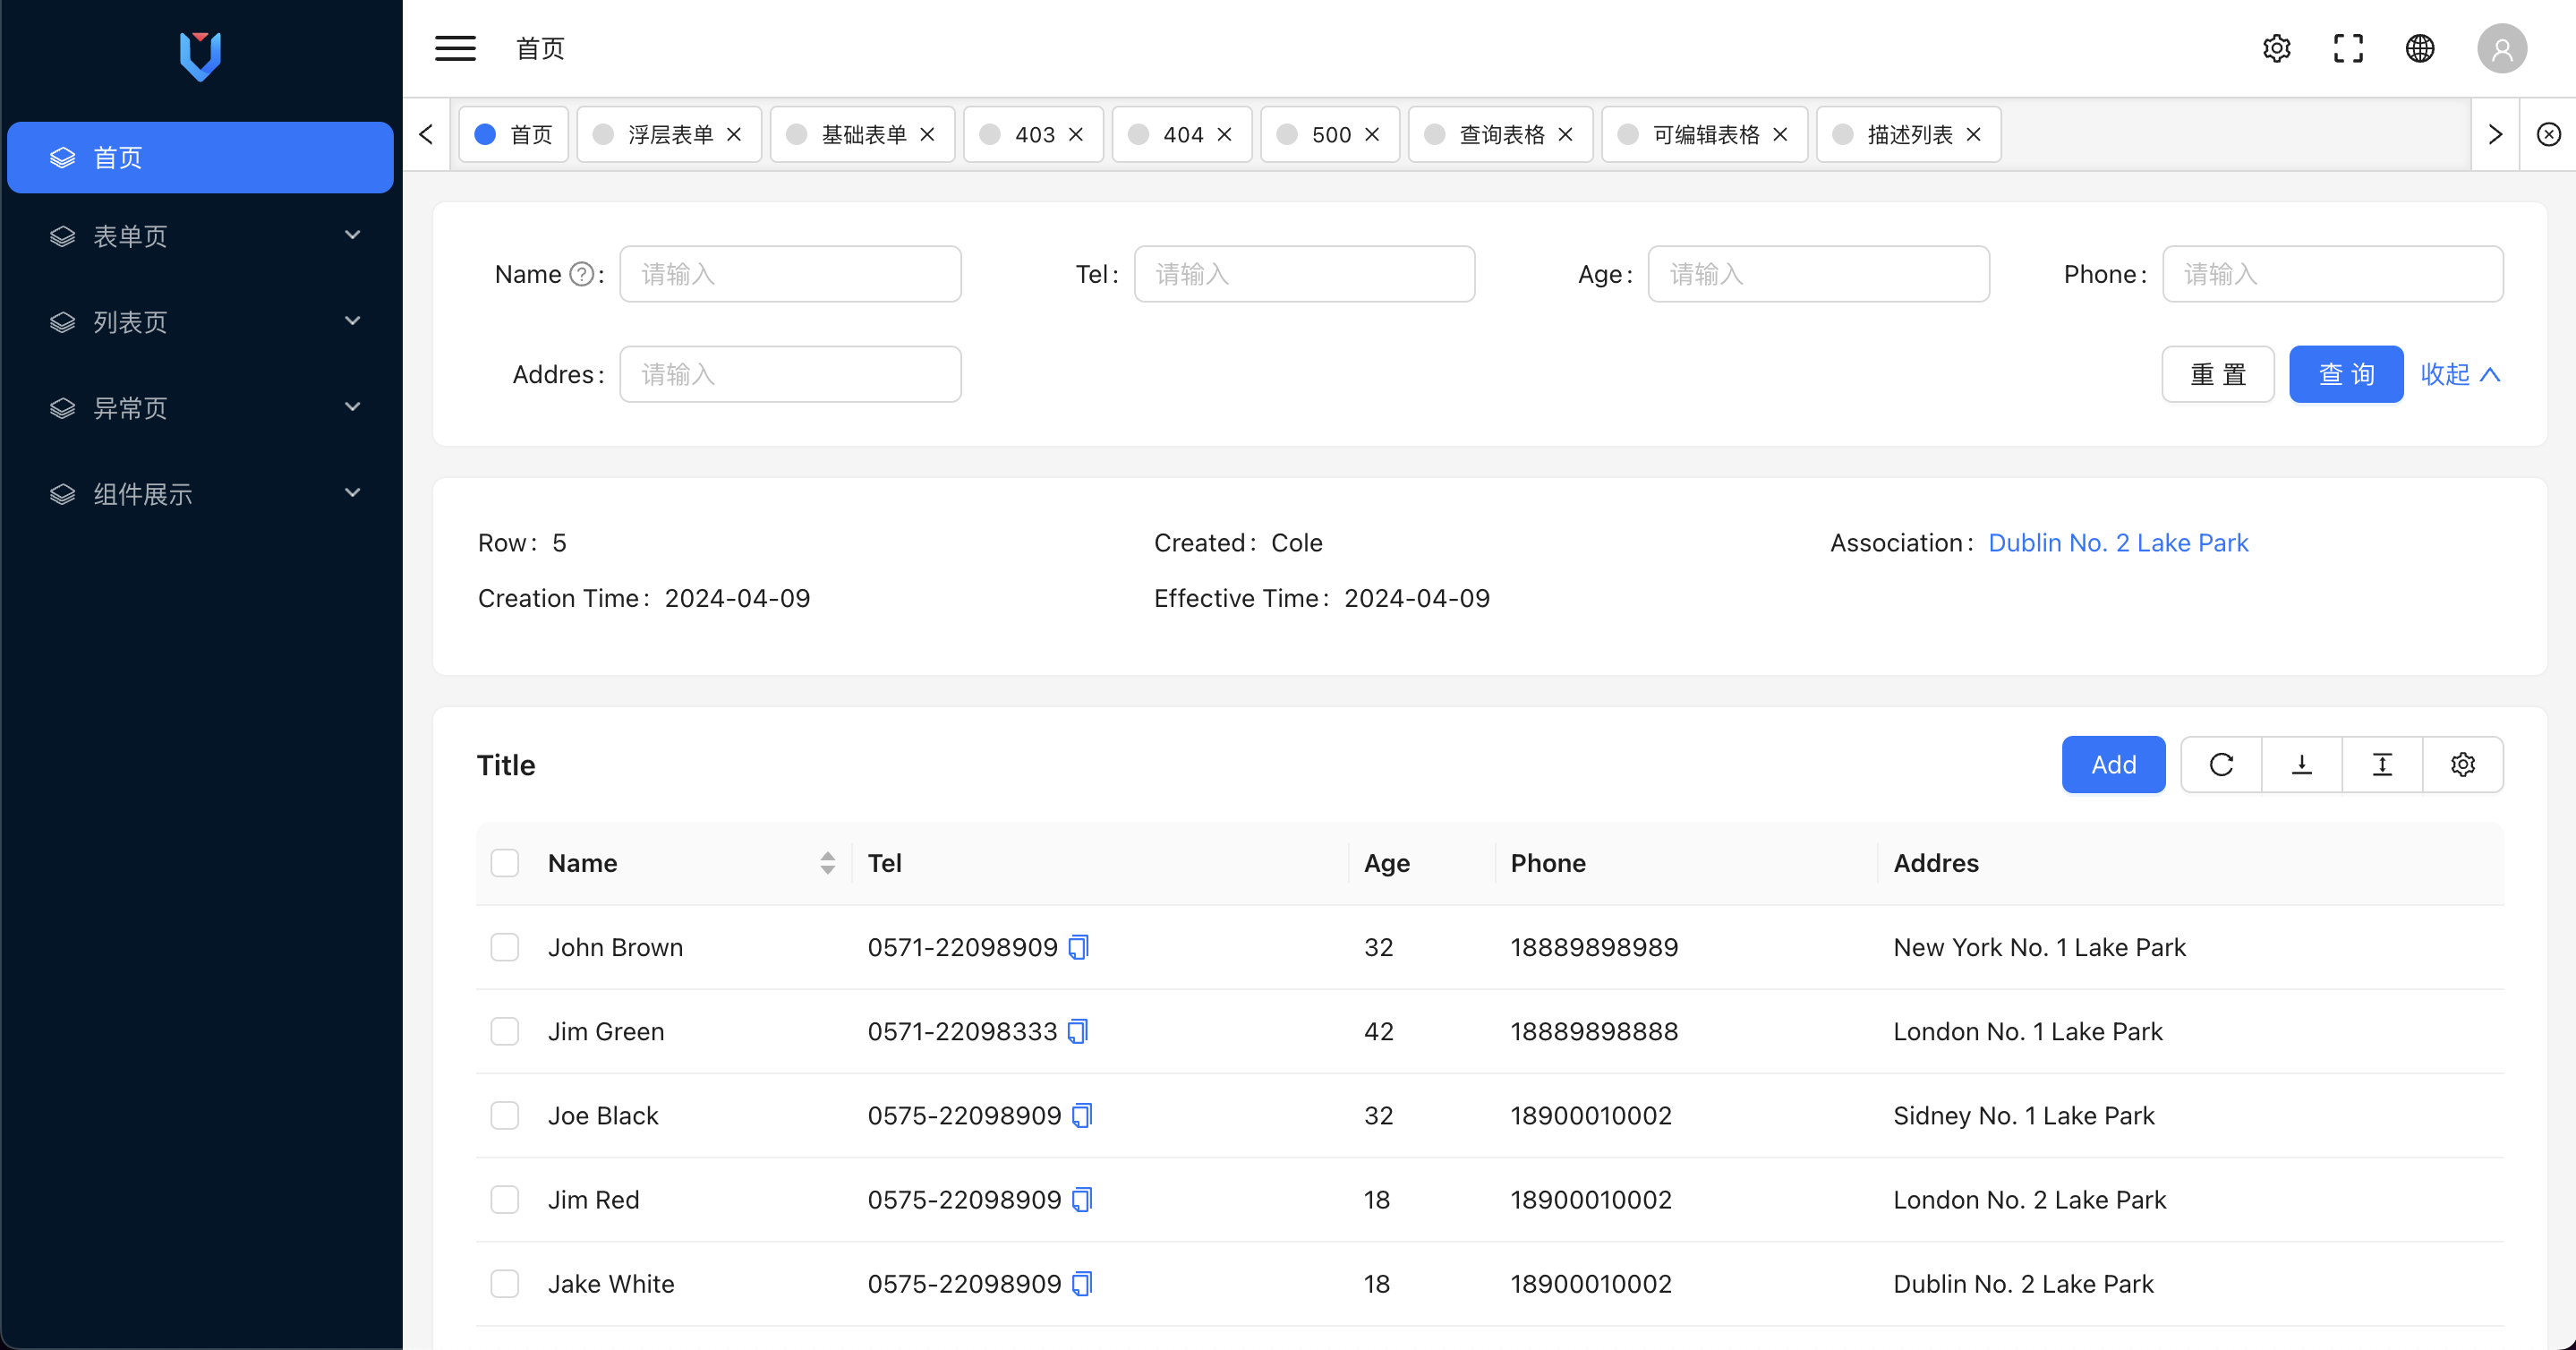 首页
首页
表单页
列表页
异常页
组件展示
首页 浮层表单 基础表单 403 404 500 查询表格 可编辑表格 描述列表
Name ? : 请输入 Tel : 请输入 Age : 请输入 Phone : 请输入
Addres : 请输入 重 置 查 询 收起
Row : 5 Created : Cole Association : Dublin No. 2 Lake Park
Creation Time : 2024-04-09 Effective Time : 2024-04-09
Title Add
Name Tel Age Phone Addres
John Brown 0571-22098909 32 18889898989 New York No. 1 Lake Park
Jim Green 0571-22098333 42 18889898888 London No. 1 Lake Park
Joe Black 0575-22098909 32 18900010002 Sidney No. 1 Lake Park
Jim Red 0575-22098909 18 18900010002 London No. 2 Lake Park
Jake White 0575-22098909 18 18900010002 Dublin No. 2 Lake Park